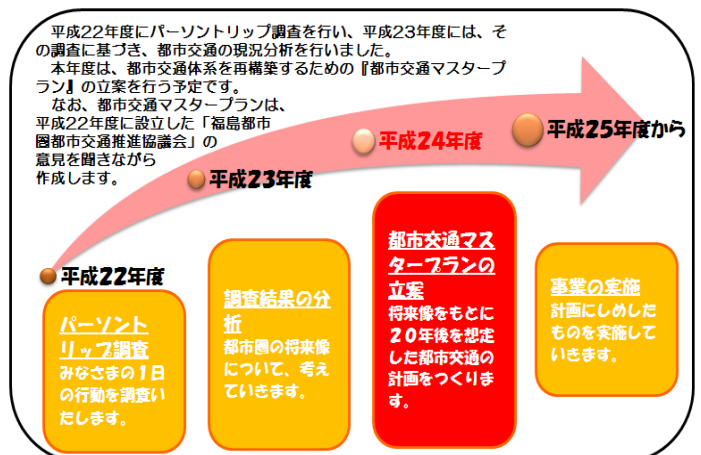 平成22年度にパーソントリップ調査を行い、平成23年度には、そ
の調査に基づき、都市交通の現況分析を行いました。
本年度は、都市交通体系を再構築するための『都市交通マスタープ
ラン』の立案を行う予定です。
なお、都市交通マスタープランは、
平成22年度に設立した「福島都市
圏都市交通推進協議会」の
意見を聞きながら
作成します。
平成22年度
平成23年度
平成24年度
平成25年度から
パーソント
リップ調査
みなさまの1日
の行動を調査い
たします。
調査結果の分
析
都市圏の将来像
について、考え
ていきます。
都市交通マス
タープランの
立案
将来像をもとに
20年後を想定
した都市交通の
計画をつくりま
す。
事業の実施
計画にしめした
ものを実施して
いきます。